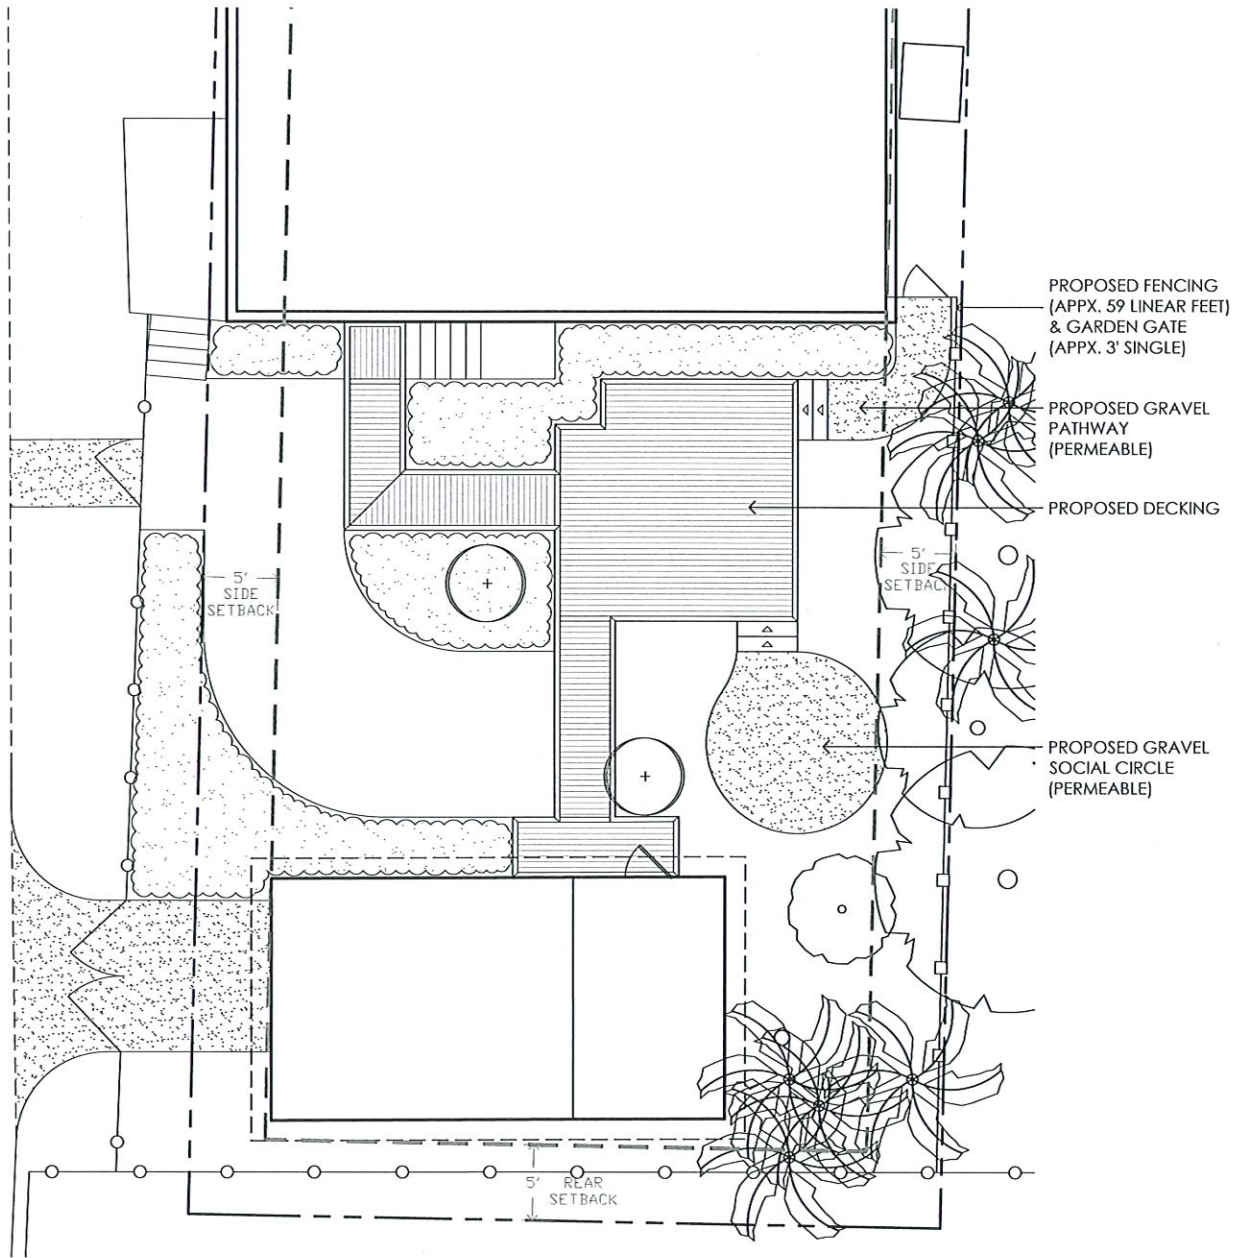 PROPOSED FENCING
(APPX. 59 LINEAR FEET)
& GARDEN GATE
(APPX. 3' SINGLE)
PROPOSED GRAVEL
PATHWAY
(PERMEABLE)
PROPOSED DECKING
5'
SIDE
SETBACK
5'
SIDE
SETBACK
PROPOSED GRAVEL
SOCIAL CIRCLE
(PERMEABLE)
5' REAR
SETBACK